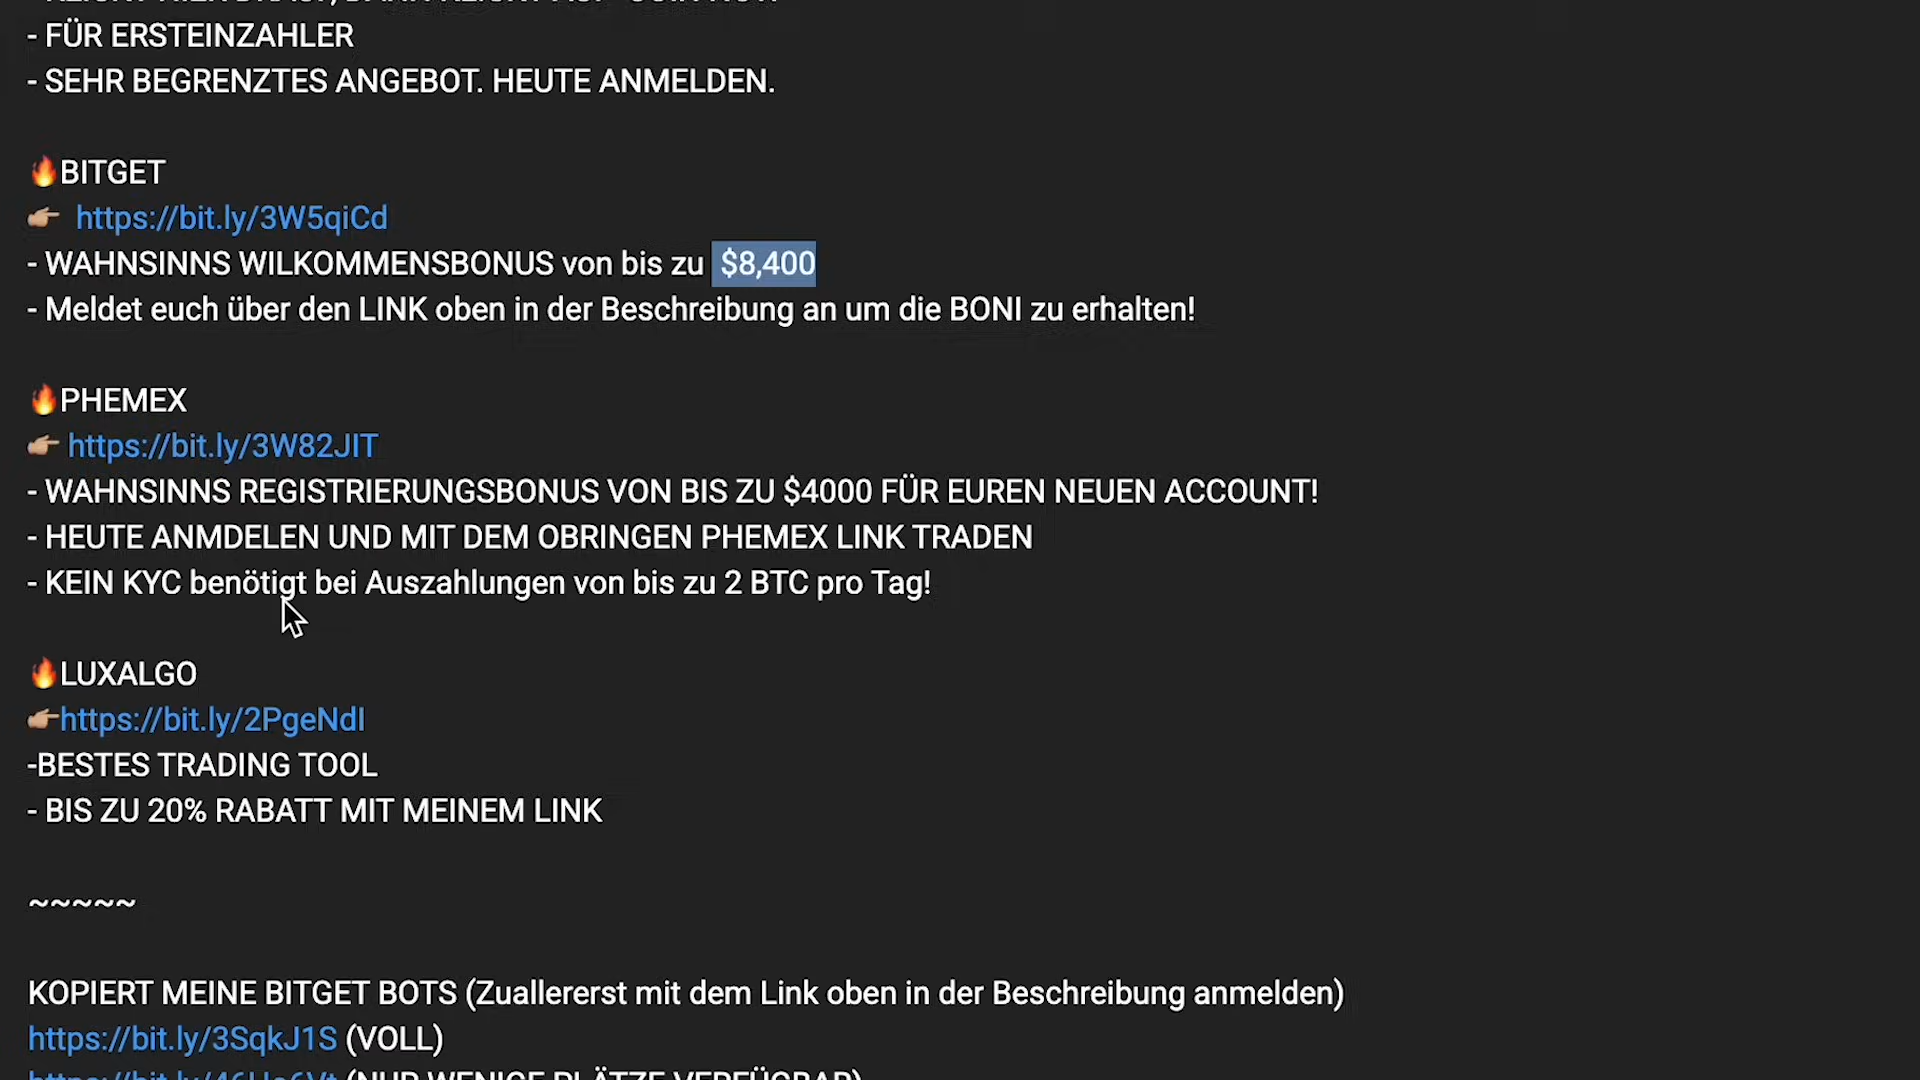 - FÜR ERSTEINZAHLER
- SEHR BEGRENZTES ANGEBOT. HEUTE ANMELDEN.
🔥BITGET
👉🏼 https://bit.ly/3W5qiCd
- WAHNSINNS WILKOMMENSBONUS von bis zu $8,400
- Meldet euch über den LINK oben in der Beschreibung an um die BONI zu erhalten!
🔥PHEMEX
👉🏼 https://bit.ly/3W82JIT
- WAHNSINNS REGISTRIERUNGSBONUS VON BIS ZU $4000 FÜR EUREN NEUEN ACCOUNT!
- HEUTE ANMDELEN UND MIT DEM OBRINGEN PHEMEX LINK TRADEN
- KEIN KYC benötigt bei Auszahlungen von bis zu 2 BTC pro Tag!
🔥LUXALGO
👉🏼https://bit.ly/2PgeNdI
-BESTES TRADING TOOL
- BIS ZU 20% RABATT MIT MEINEM LINK
~~~~~
KOPIERT MEINE BITGET BOTS (Zuallererst mit dem Link oben in der Beschreibung anmelden)
https://bit.ly/3SqkJ1S (VOLL)
(NUR WENIGE PLÄTZE VERFÜGBAR)